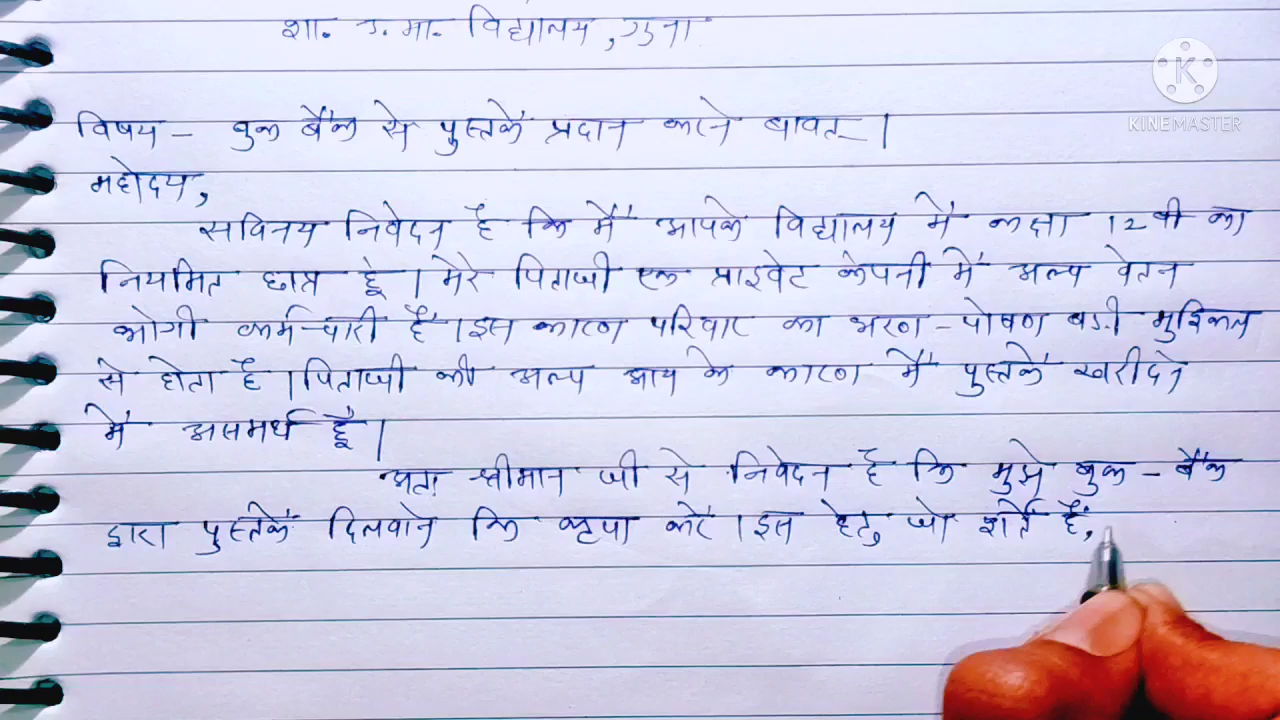 शा. उ. मा. विद्यालय, गुना
KINEMASTER
विषय - बुक बैंक से पुस्तकें प्रदान करने बावत् ।
महोदय,
सविनय निवेदन है कि मैं आपके विद्यालय में कक्षा 12वी का
नियमित छात्र हूं । मेरे पिताजी एक प्राइवेट कंपनी में अल्प वेतन
भोगी कर्मचारी हैं । इस कारण परिवार का भरण - पोषण बड़ी मुश्किल
से होता है । पिताजी की अल्प आय के कारण मैं पुस्तकें खरीदने
में असमर्थ हूँ ।
अतः श्रीमान जी से निवेदन है कि मुझे बुक - बैंक
द्वारा पुस्तकें दिलवाने कि कृपा करें । इस हेतु जो शर्ते हैं,